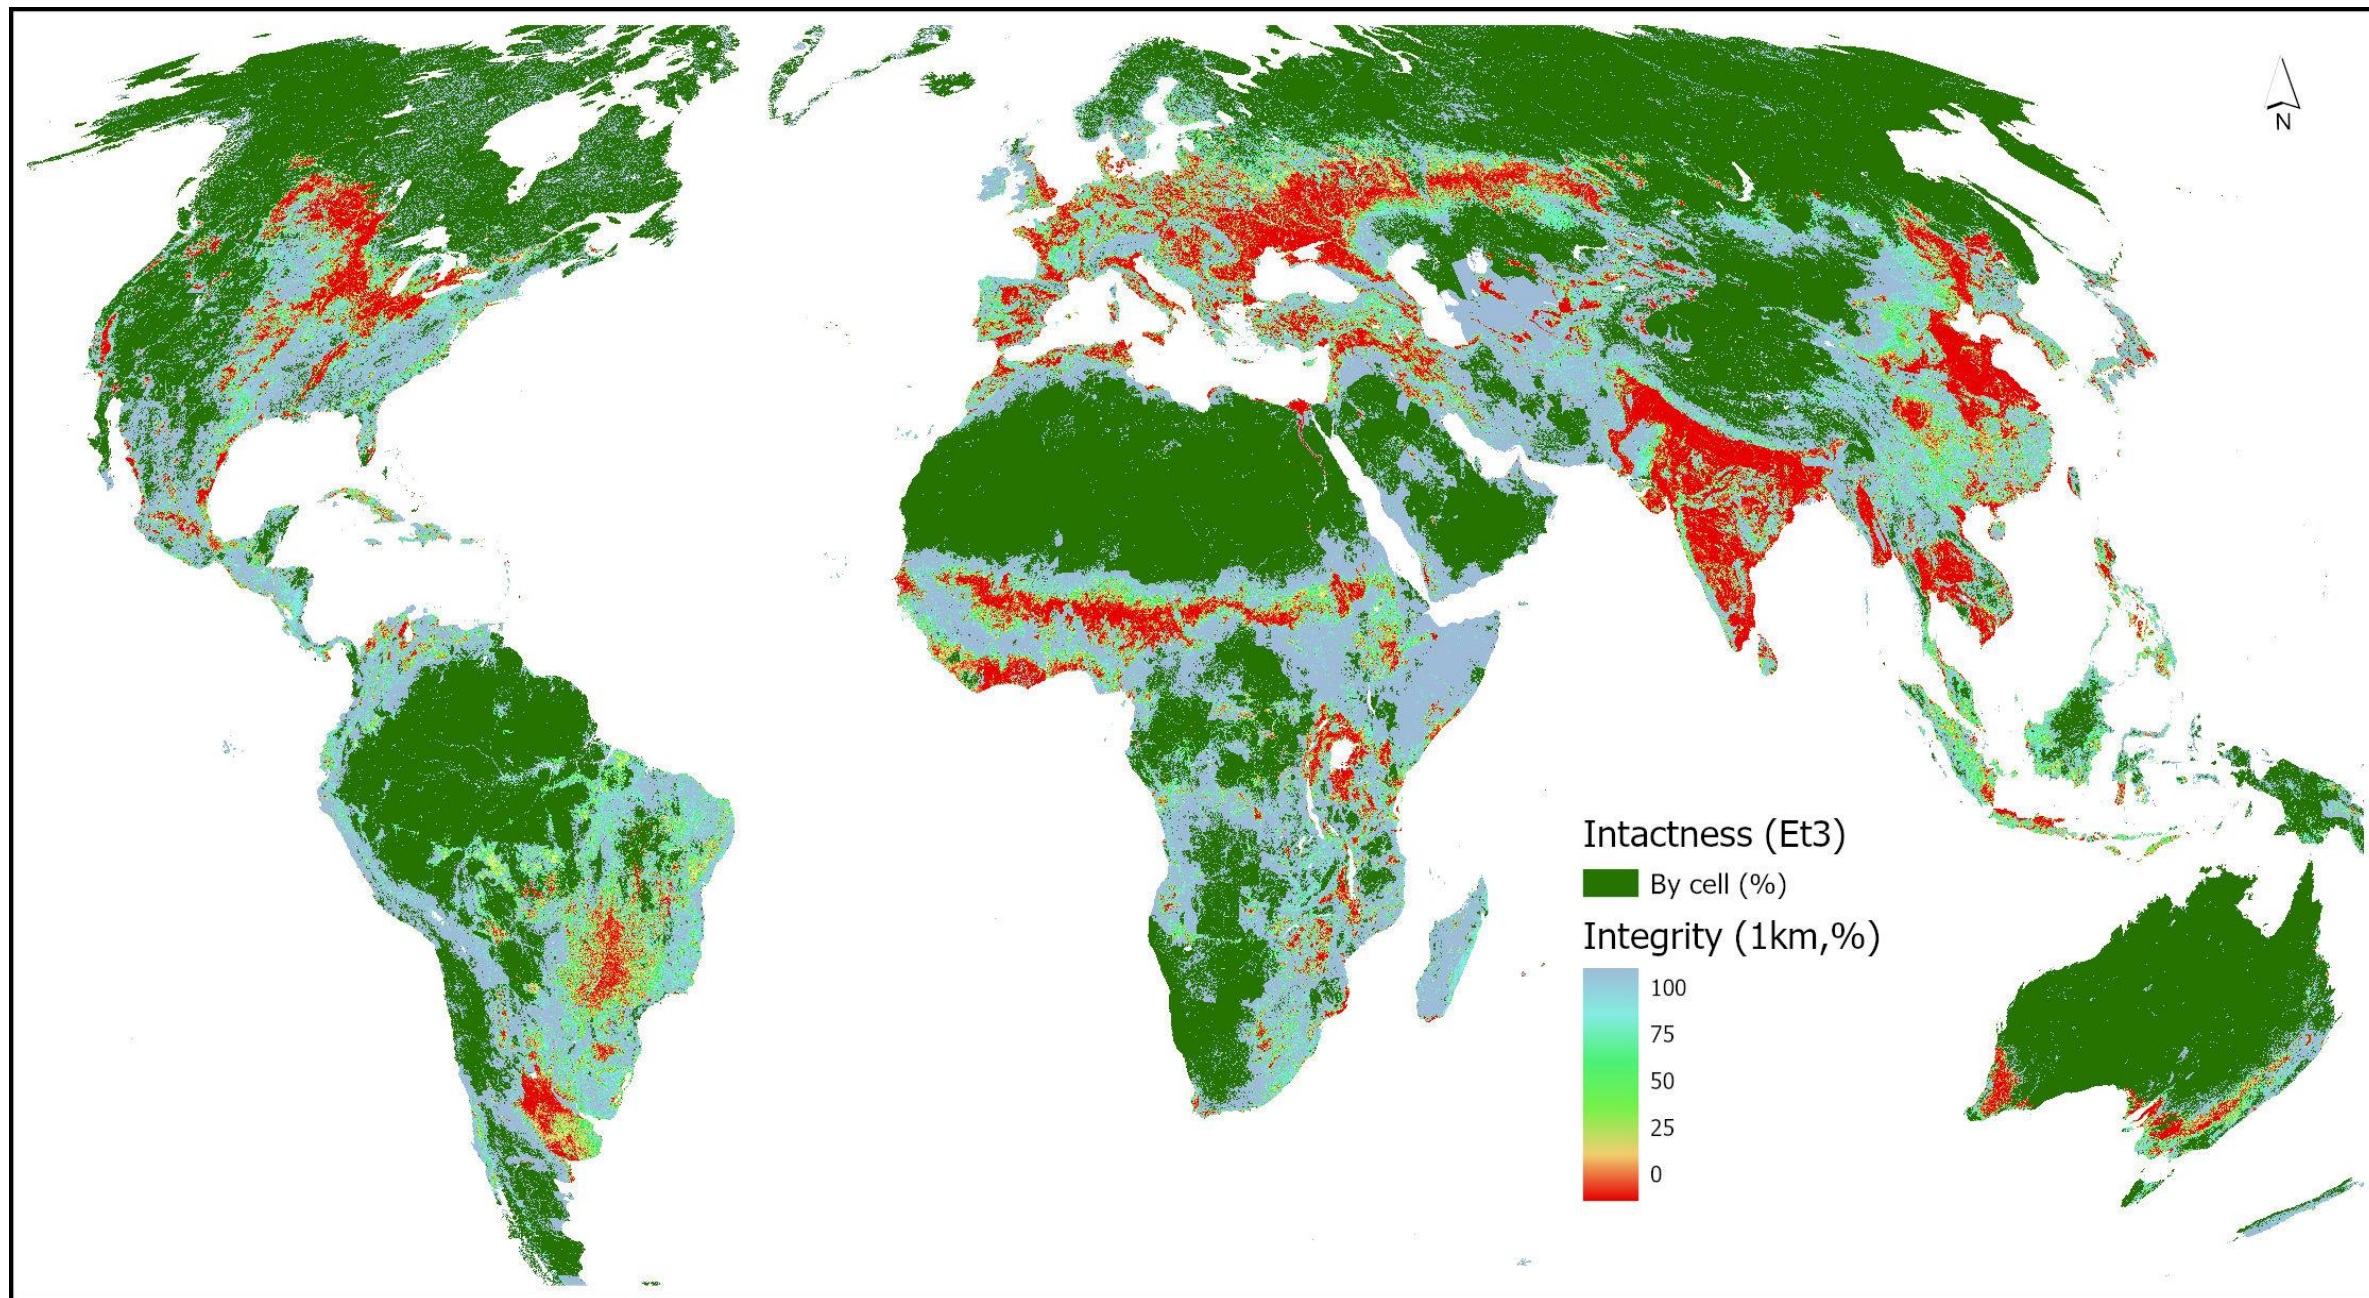 N
Intactness (Et3)
By cell (%)
Integrity (1km,%)
100
75
50
25
0